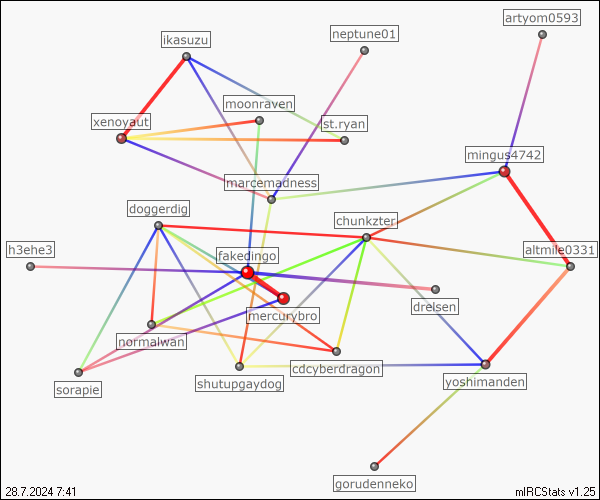 artyom0593
neptune01
ikasuzu
moonraven
xenoyaut
st.ryan
mingus4742
marcemadness
doggerdig
chunkzter
h3ehe3
fakedingo
altmile0331
drelsen
mercurybro
normalwan
cdcyberdragon
sorapie
shutupgaydog
yoshimanden
gorudenneko
28.7.2024 7:41
mIRCStats v1.25